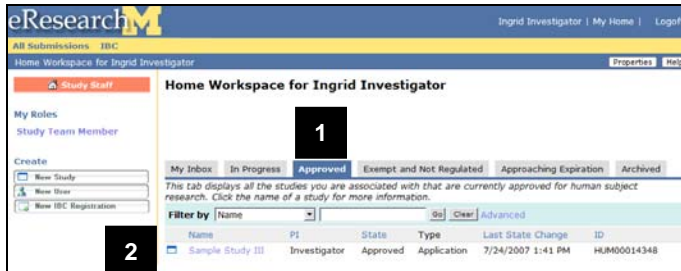 eResearchM
Ingrid Investigator | My Home | Logof
All Submissions IBC
Home Workspace for Ingrid Investigator
Properties Help
Study Staff
Home Workspace for Ingrid Investigator
My Roles
Study Team Member
1
Create
New Study
New User
New IBC Registration
My Inbox In Progress Approved Exempt and Not Regulated Approaching Expiration Archived
This tab displays all the studies you are associated with that are currently approved for human subject
research. Click the name of a study for more information.
Filter by Name Go Clear Advanced
Name PI State Type Last State Change ID
2
Sample Study III Investigator Approved Application 7/24/2007 1:41 PM HUM00014348